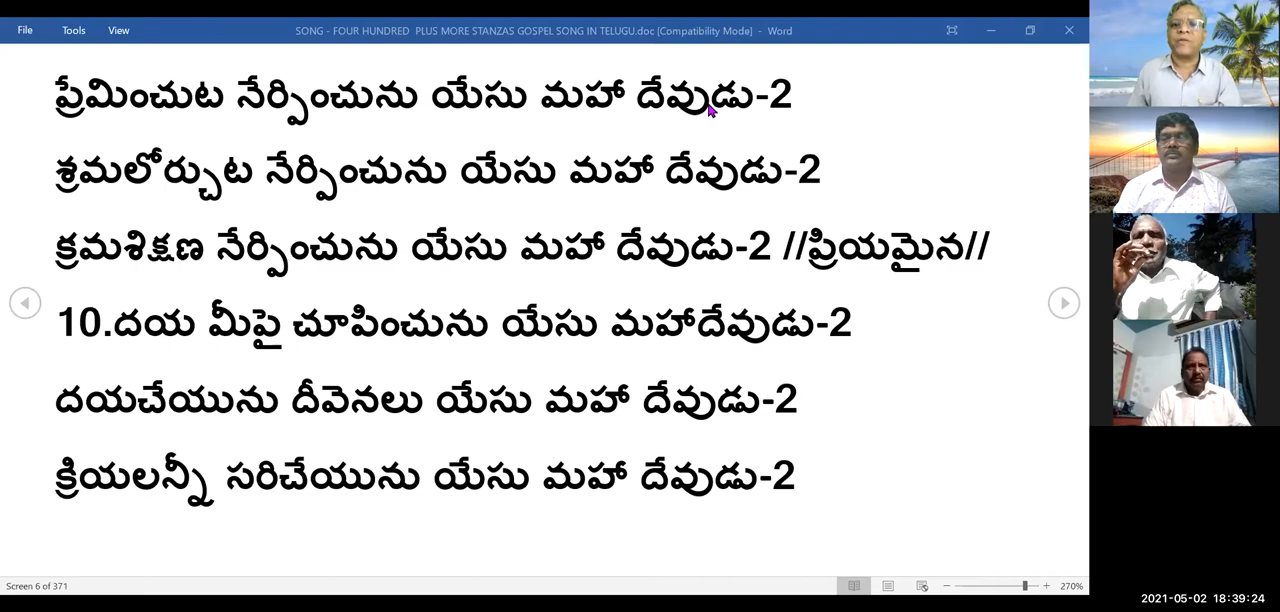 File Tools View SONG - FOUR HUNDRED PLUS MORE STANZAS GOSPEL SONG IN TELUGU.doc [Compatibility Mode] - Word
ప్రేమించుట నేర్పించును యేసు మహా దేవుడు-2
శ్రమలోర్చుట నేర్పించును యేసు మహా దేవుడు-2
క్రమశిక్షణ నేర్పించును యేసు మహా దేవుడు-2 //ప్రియమైన//
10.దయ మీపై చూపించును యేసు మహాదేవుడు-2
దయచేయును దీవెనలు యేసు మహా దేవుడు-2
క్రియలన్నీ సరిచేయును యేసు మహా దేవుడు-2
Screen 6 of 371 270%
2021-05-02 18:39:24